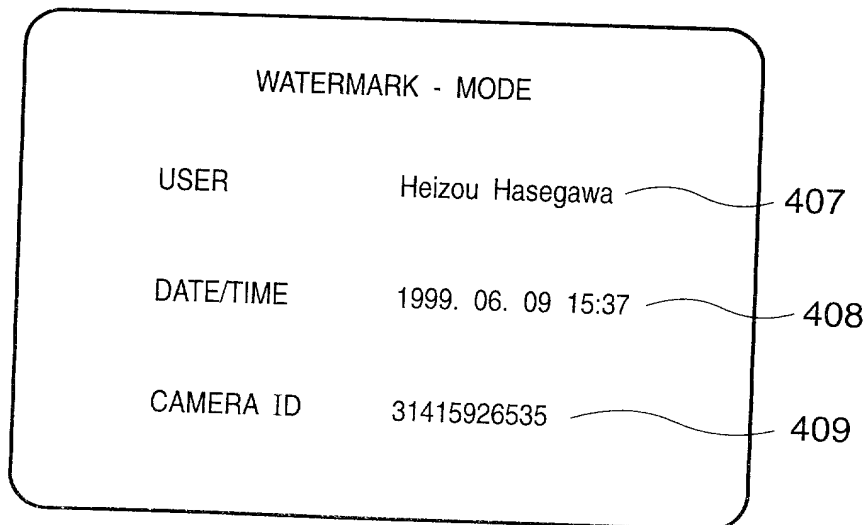 WATERMARK - MODE
USER Heizou Hasegawa 407
DATE/TIME 1999. 06. 09 15:37 408
CAMERA ID 31415926535 409